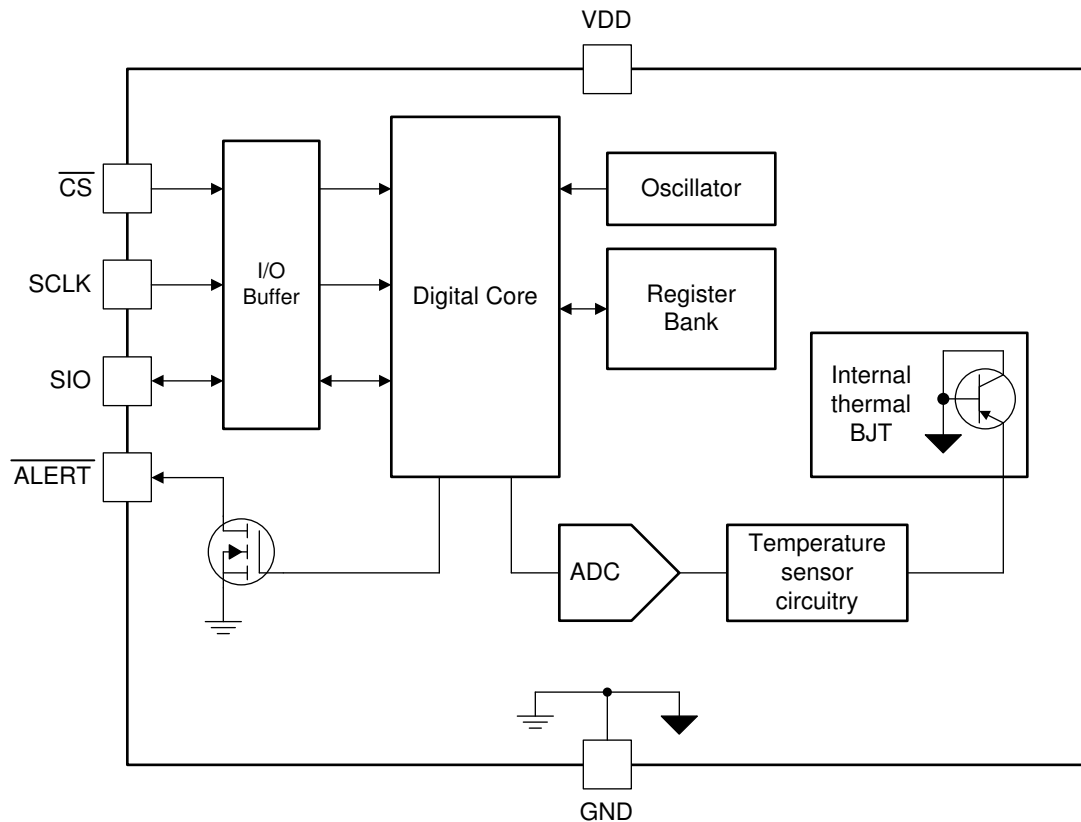 VDD
CS
SCLK
SIO
ALERT
I/O
Buffer
Digital Core
Oscillator
Register
Bank
Internal
thermal
BJT
ADC
Temperature
sensor
circuitry
GND